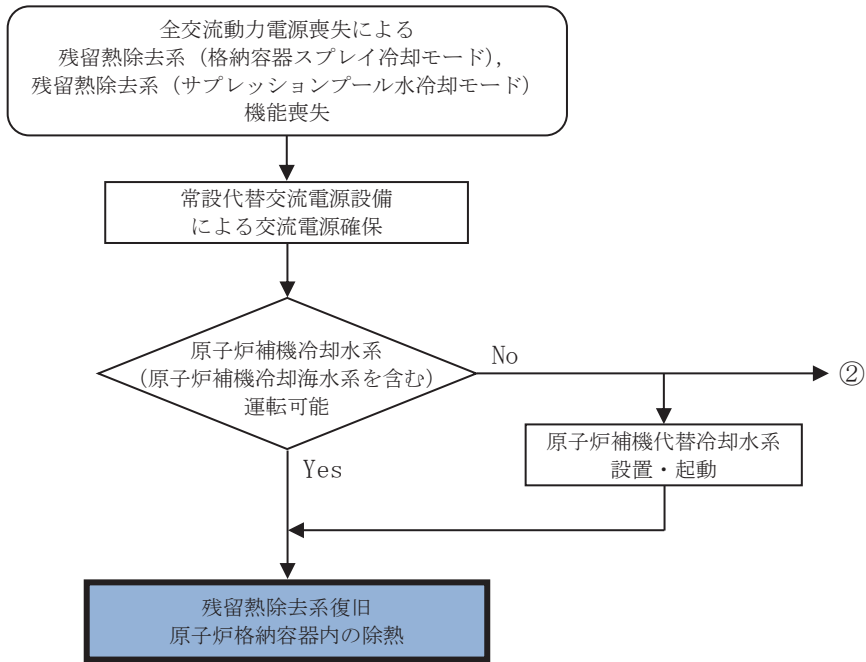 全交流動力電源喪失による
残留熱除去系（格納容器スプレイ冷却モード），
残留熱除去系（サプレッションプール水冷却モード）
機能喪失
常設代替交流電源設備
による交流電源確保
原子炉補機冷却水系
（原子炉補機冷却海水系を含む）
運転可能
No
②
原子炉補機代替冷却水系
設置・起動
Yes
残留熱除去系復旧
原子炉格納容器内の除熱